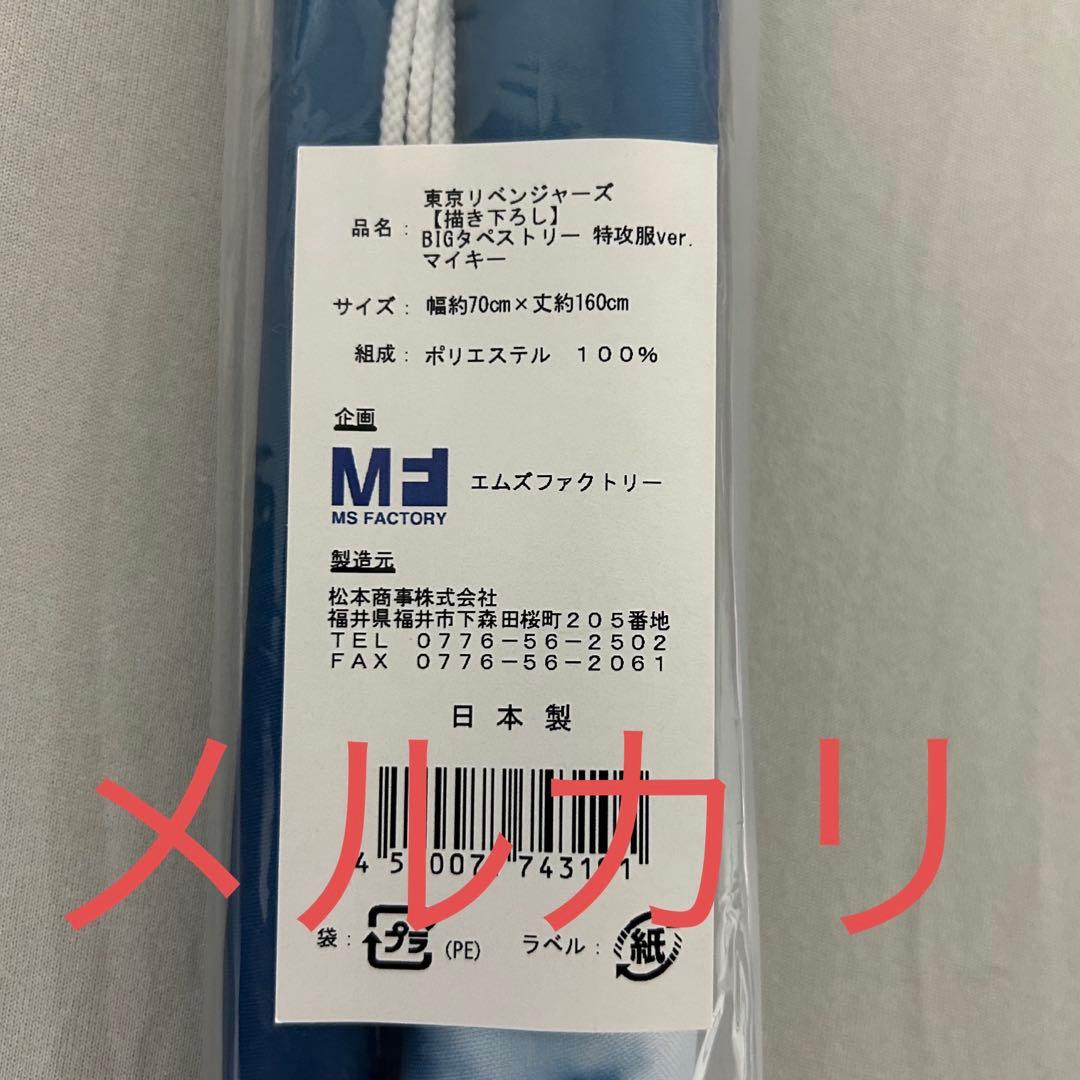 東京リベンジャーズ
【描き下ろし】
品名： BIGタペストリー 特攻服ver.
マイキー
サイズ： 幅約70cm×丈約160cm
組成： ポリエステル １００％
企画
MF エムズファクトリー
MS FACTORY
製造元
松本商事株式会社
福井県福井市下森田桜町２０５番地
ＴＥＬ ０７７６－５６－２５０２
ＦＡＸ ０７７６－５６－２０６１
日本製
メルカリ
袋： プラ (PE) ラベル： 紙